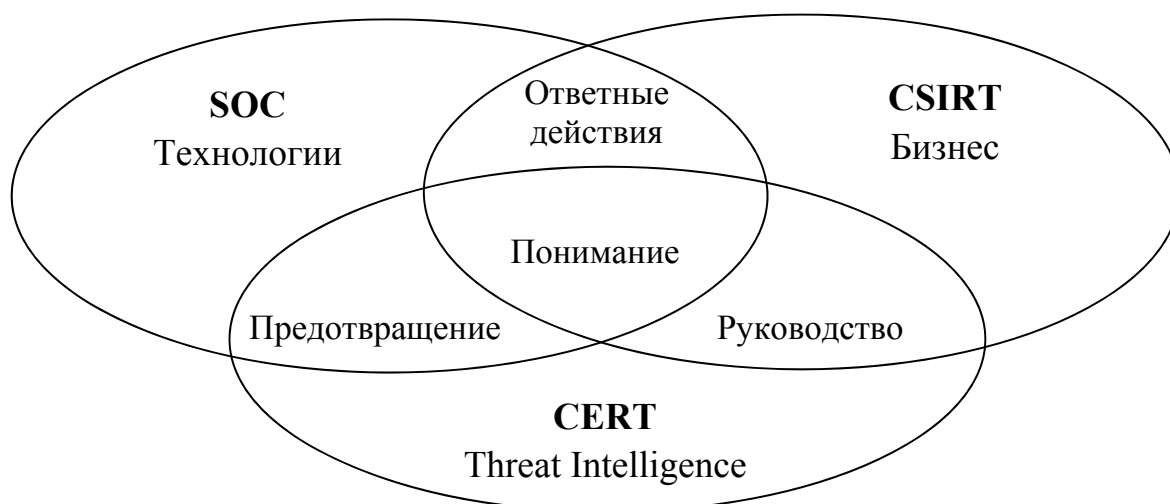 SOC
Технологии
Ответные
действия
CSIRT
Бизнес
Понимание
Предотвращение
Руководство
CERT
Threat Intelligence